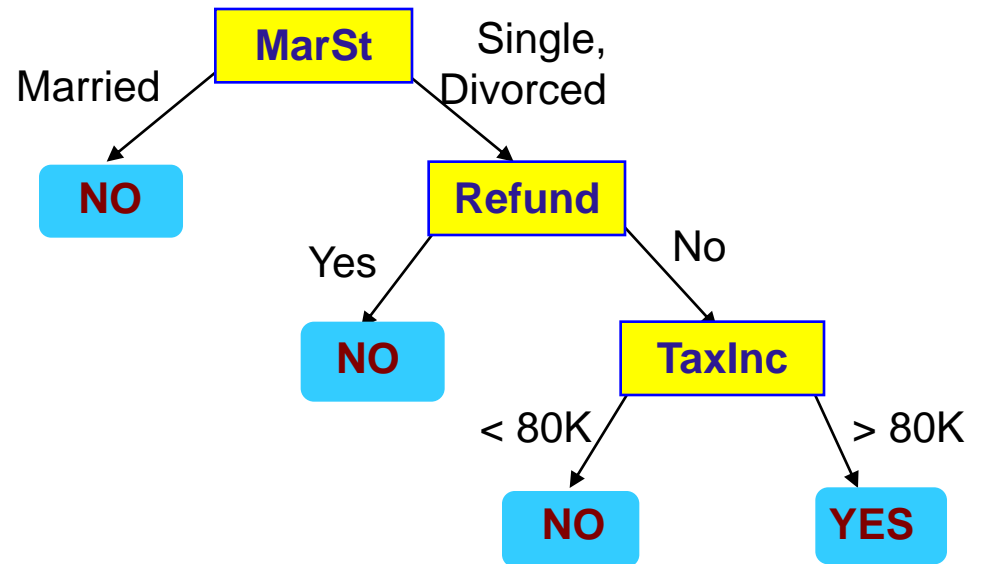 MarSt
Single,
Divorced
Married
NO
Refund
Yes
No
NO
TaxInc
< 80K
> 80K
NO
YES